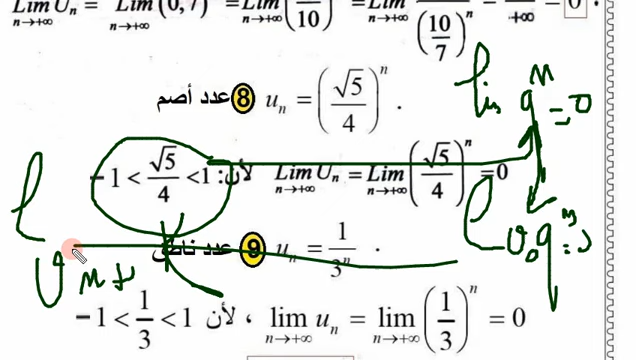 Lim Uₙ = Lim (0,7)ⁿ = Lim (7/10)ⁿ = Lim 1/(10/7)ⁿ = 1/+∞ = 0 .
n→+∞ n→+∞ n→+∞ n→+∞
8 عدد أصم uₙ = (√5/4)ⁿ .
lim qⁿ = 0
Lim Uₙ = Lim (√5/4)ⁿ = 0 لأن: −1 < √5/4 < 1
n→+∞ n→+∞
9 عدد ناطق uₙ = 1/3ⁿ .
lim uₙ = lim (1/3)ⁿ = 0 ، لأن −1 < 1/3 < 1
n→+∞ n→+∞